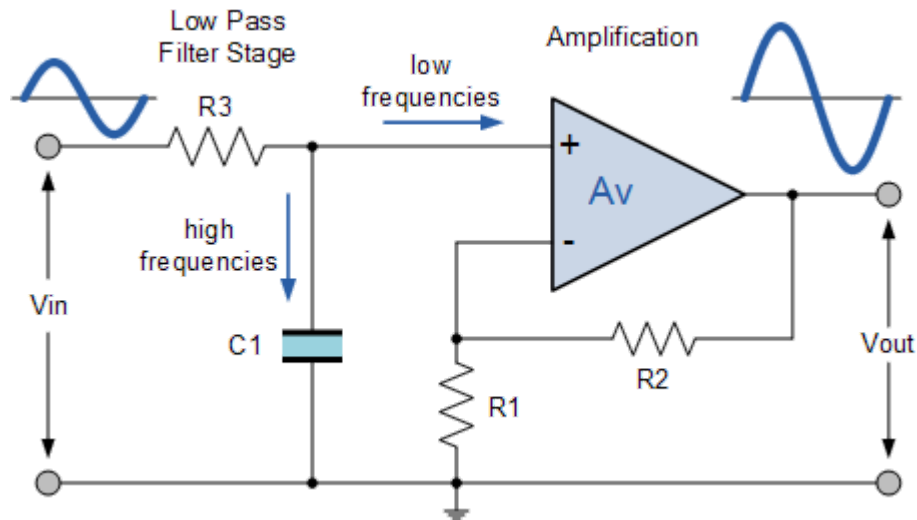 Low Pass
Filter Stage
Amplification
low
frequencies
R3
+
Av
-
high
frequencies
Vin
C1
R2
R1
Vout